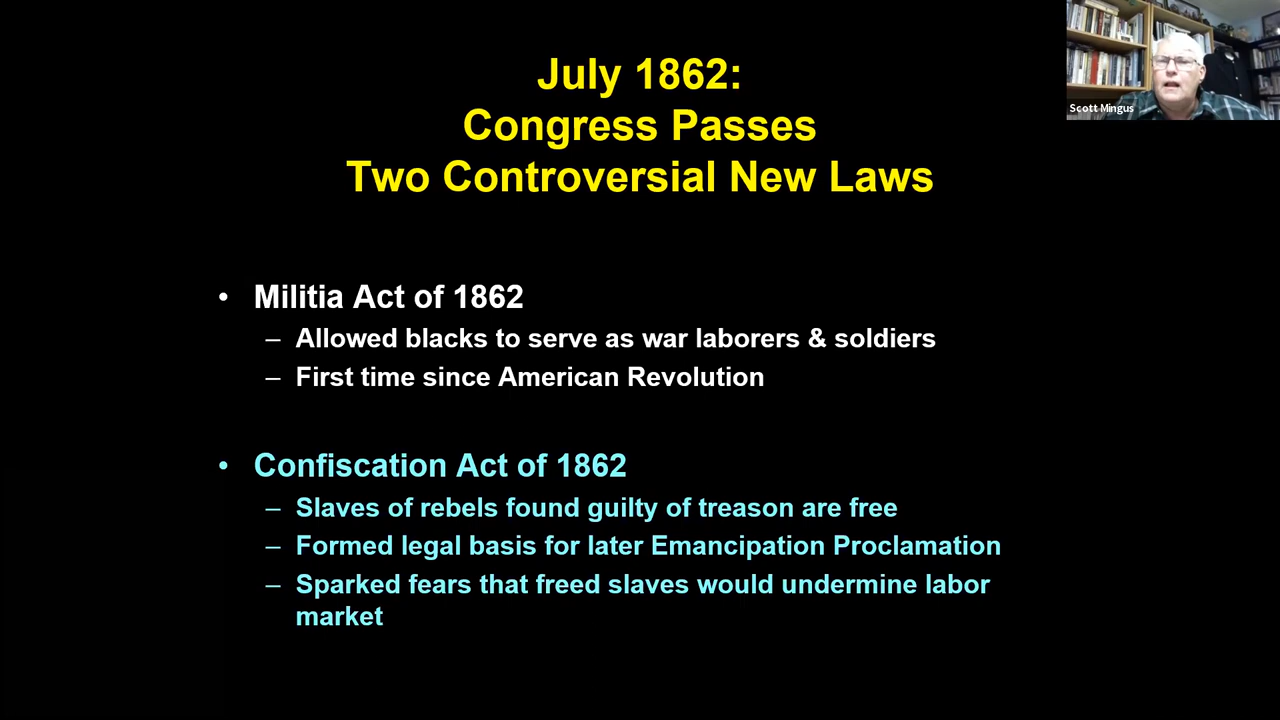 July 1862:
Congress Passes
Two Controversial New Laws
Scott Mingus
• Militia Act of 1862
– Allowed blacks to serve as war laborers & soldiers
– First time since American Revolution
• Confiscation Act of 1862
– Slaves of rebels found guilty of treason are free
– Formed legal basis for later Emancipation Proclamation
– Sparked fears that freed slaves would undermine labor
market